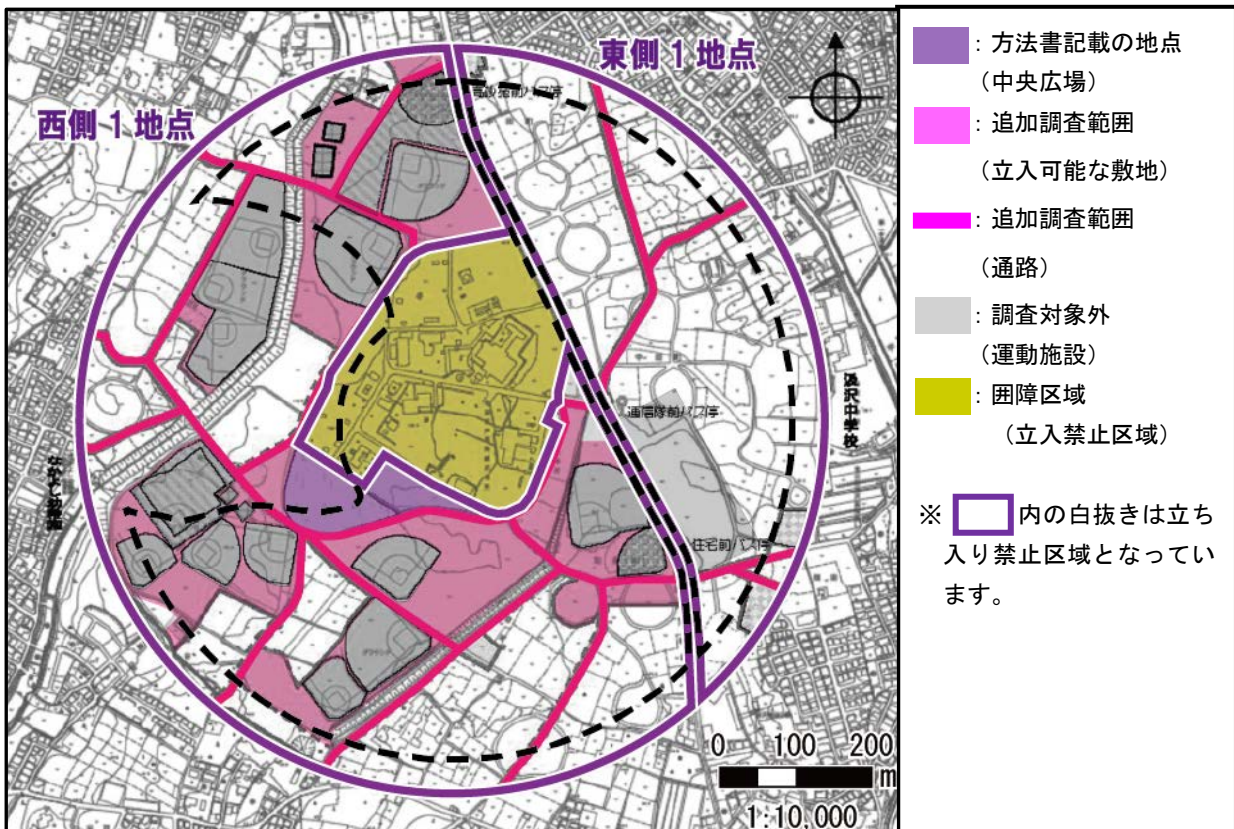 東側1地点
西側1地点
通信隊前バス停
汲沢中学校
住宅前バス停
0 100 200
m
1:10,000
：方法書記載の地点
（中央広場）
：追加調査範囲
（立入可能な敷地）
：追加調査範囲
（通路）
：調査対象外
（運動施設）
：囲障区域
（立入禁止区域）
※ 内の白抜きは立ち
入り禁止区域となってい
ます。